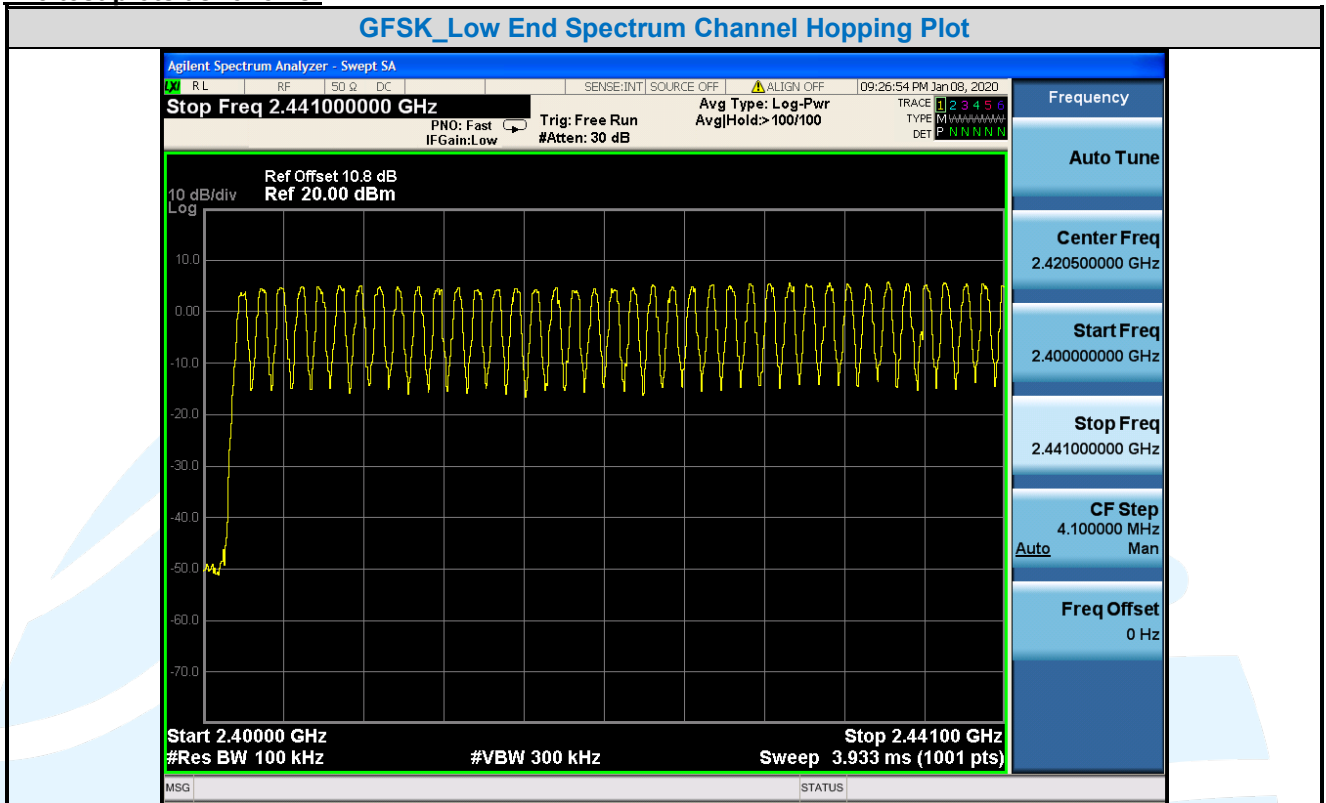 GFSK_Low End Spectrum Channel Hopping Plot
Agilent Spectrum Analyzer - Swept SA
LXI RL RF 50 Ω DC SENSE:INT SOURCE OFF ALIGN OFF 09:26:54 PM Jan 08, 2020
Stop Freq 2.441000000 GHz
PNO: Fast
IFGain:Low
Trig: Free Run
#Atten: 30 dB
Avg Type: Log-Pwr
Avg|Hold:>100/100
TRACE 1 2 3 4 5 6
TYPE M WWWWW
DET P N N N N N
Ref Offset 10.8 dB
10 dB/div Ref 20.00 dBm
Log
10.0
0.00
-10.0
-20.0
-30.0
-40.0
-50.0
-60.0
-70.0
Start 2.40000 GHz
Stop 2.44100 GHz
#Res BW 100 kHz
#VBW 300 kHz
Sweep 3.933 ms (1001 pts)
MSG
STATUS
Frequency
Auto Tune
Center Freq
2.420500000 GHz
Start Freq
2.400000000 GHz
Stop Freq
2.441000000 GHz
CF Step
4.100000 MHz
Auto Man
Freq Offset
0 Hz